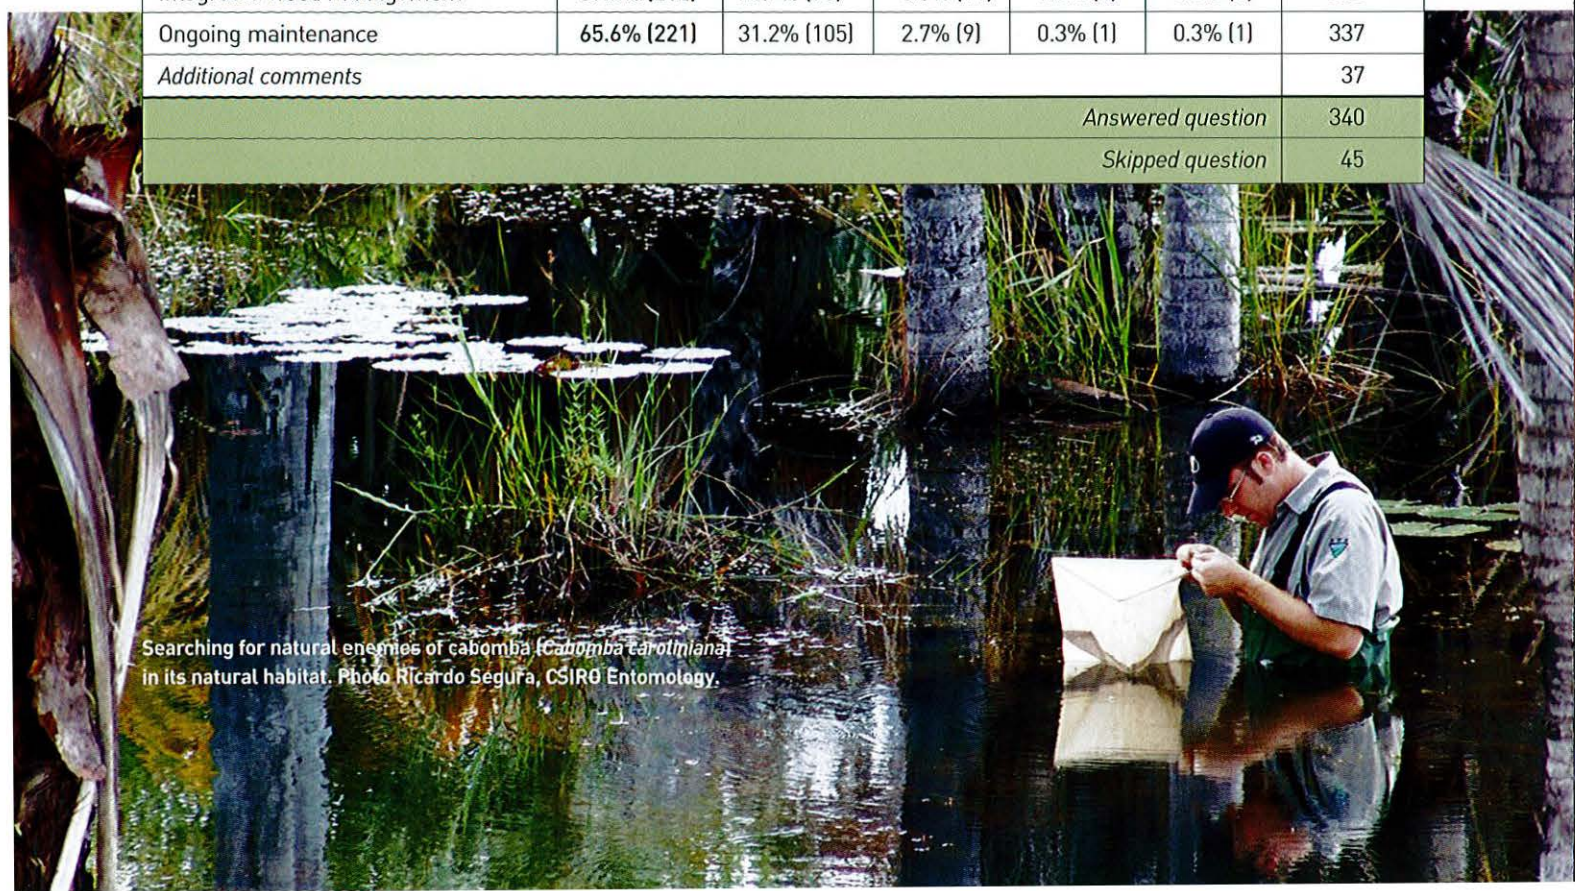 Ongoing maintenance 65.6% (221) 31.2% (105) 2.7% (9) 0.3% (1) 0.3% (1) 337
Additional comments 37
Answered question 340
Skipped question 45
Searching for natural enemies of cabomba (Cabomba caroliniana)
in its natural habitat. Photo Ricardo Segura, CSIRO Entomology.